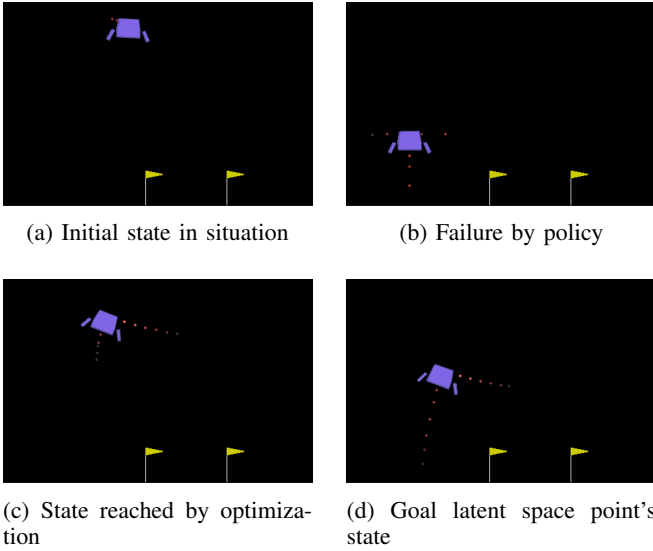 (a) Initial state in situation
(b) Failure by policy
(c) State reached by optimiza-
tion
(d) Goal latent space point's
state